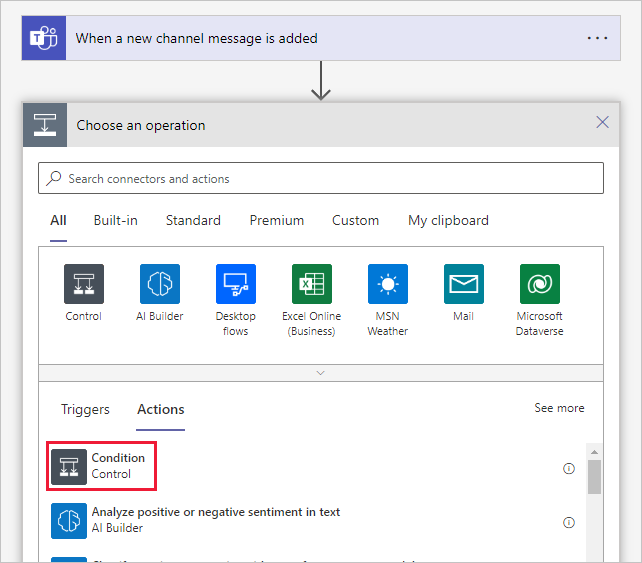 When a new channel message is added
Choose an operation
Search connectors and actions
All Built-in Standard Premium Custom My clipboard
Control AI Builder Desktop Excel Online MSN Mail Microsoft
flows (Business) Weather Dataverse
Triggers Actions See more
Condition
Control
Analyze positive or negative sentiment in text
AI Builder